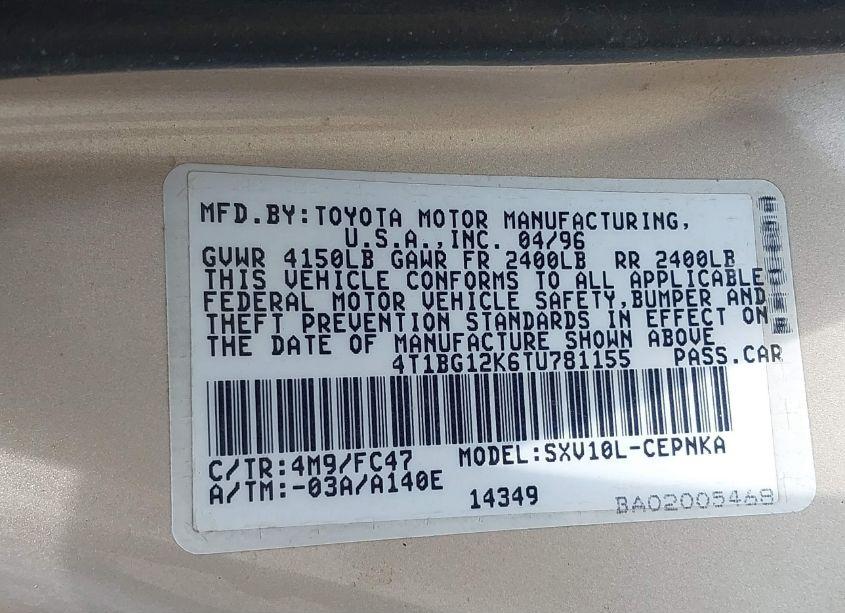 MFD.BY:TOYOTA MOTOR MANUFACTURING,
U.S.A.,INC. 04/96
GVWR 4150LB GAWR FR 2400LB RR 2400LB
THIS VEHICLE CONFORMS TO ALL APPLICABLE
FEDERAL MOTOR VEHICLE SAFETY,BUMPER AND
THEFT PREVENTION STANDARDS IN EFFECT ON
THE DATE OF MANUFACTURE SHOWN ABOVE
4T1BG12K6TU781155 PASS.CAR
C/TR:4M9/FC47 MODEL:SXV10L-CEPNKA
A/TM:-03A/A140E
14349 BA02005468